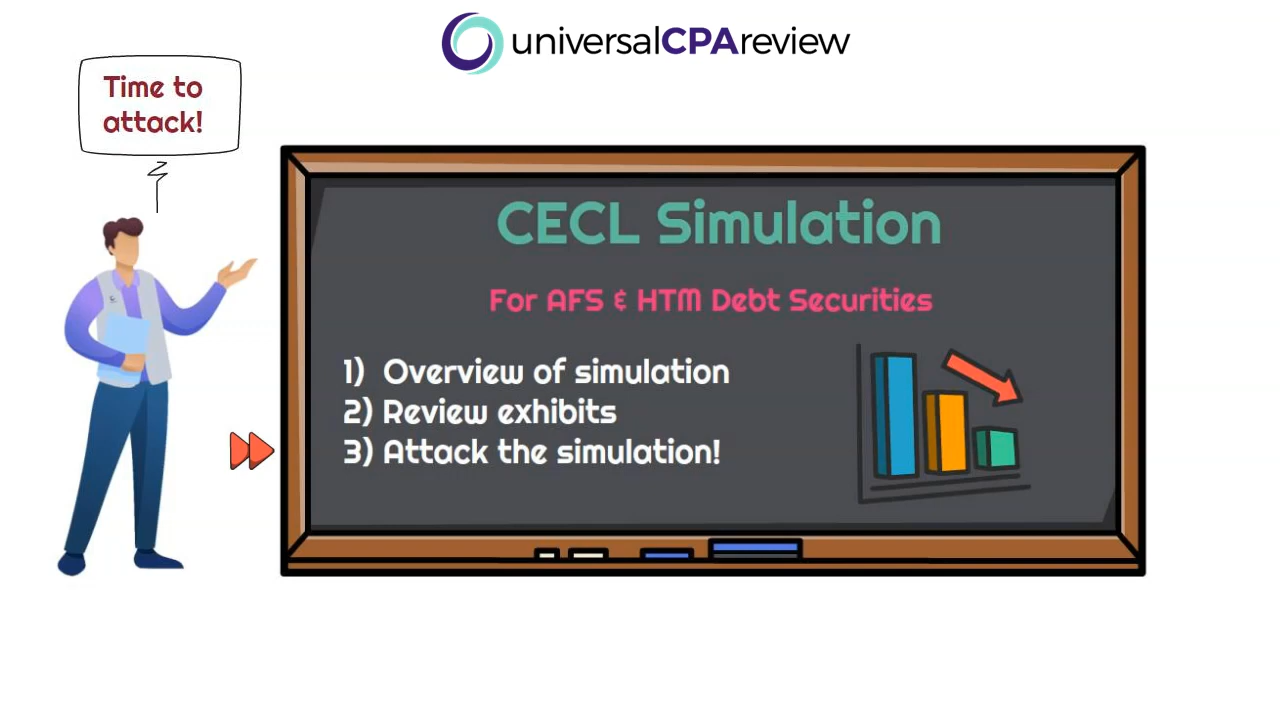 universalCPAreview
Time to
attack!
CECL Simulation
For AFS & HTM Debt Securities
1) Overview of simulation
2) Review exhibits
3) Attack the simulation!